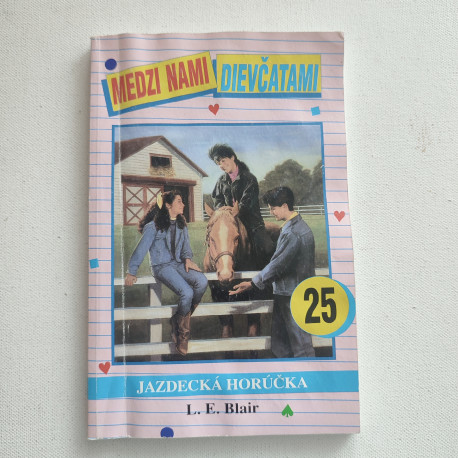 MEDZI NAMI
DIEVČATAMI
25
JAZDECKÁ HORÚČKA
L. E. Blair